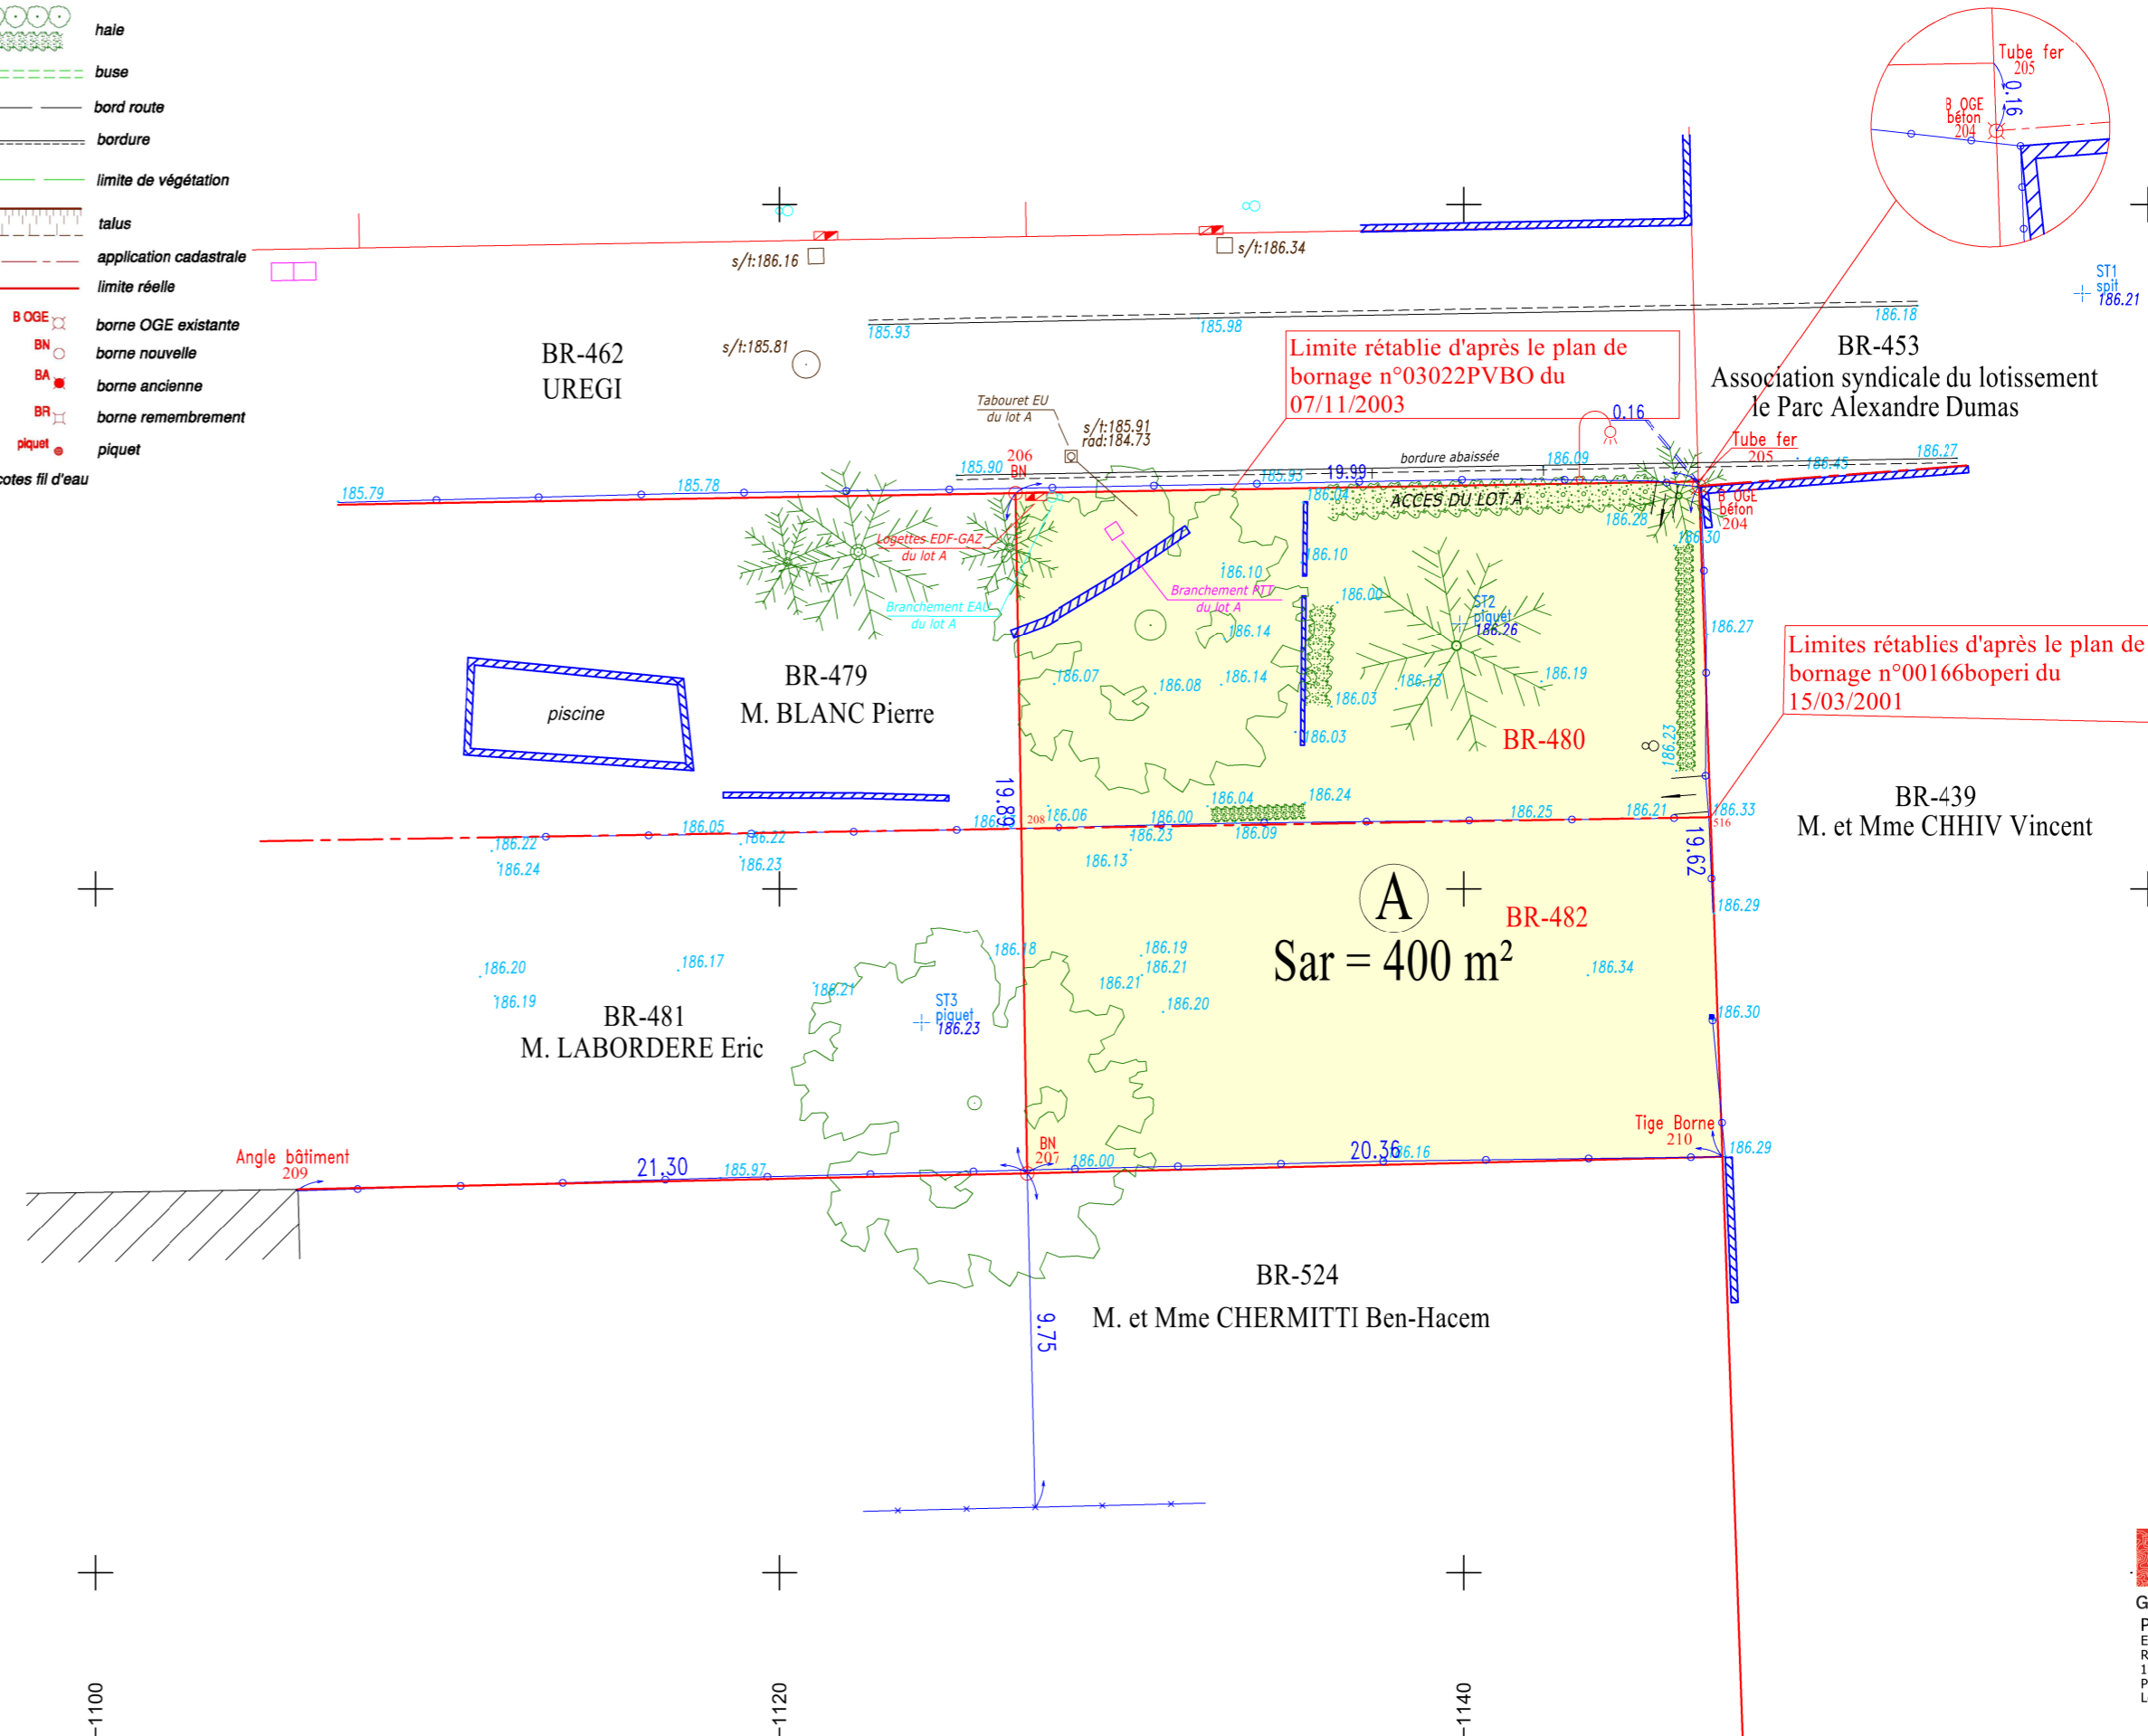 haie
buse
bord route
bordure
limite de végétation
talus
application cadastrale
limite réelle
B OGE
borne OGE existante
BN
borne nouvelle
BA
borne ancienne
BR
borne remembrement
piquet
piquet
cotes fil d'eau
Tube fer
205
0.16
B OGE
béton
204
s/t:186.16
s/t:186.34
ST1
spit
186.21
185.93
185.98
186.18
s/t:185.81
BR-462
UREGI
Limite rétablie d'après le plan de
bornage n°03022PVBO du
07/11/2003
BR-453
Association syndicale du lotissement
le Parc Alexandre Dumas
Tabouret EU
du lot A
s/t:185.91
rad:184.73
0.16
Tube fer
205
206
BN
185.90
185.93
19.99
bordure abaissée
186.09
186.45
186.27
185.79
185.78
186.04
ACCES DU LOT A
186.28
B OGE
béton
204
186.30
Logettes EDF-GAZ
du lot A
186.10
186.10
Branchement PTT
du lot A
Branchement EAU
du lot A
186.00
ST2
piquet
186.26
186.14
186.27
Limites rétablies d'après le plan de
bornage n°00166boperi du
15/03/2001
BR-479
M. BLANC Pierre
piscine
186.07
186.08
186.14
186.03
186.13
186.19
186.03
BR-480
186.23
19.89
186.06
186.00
186.04
186.24
186.25
186.21
186.33
516
208
186.05
186.22
186.22
186.24
186.23
186.23
186.09
186.13
19.62
BR-439
M. et Mme CHHIV Vincent
A
BR-482
Sar = 400 m²
186.29
186.18
186.19
186.21
186.21
186.20
186.34
186.20
186.17
186.19
186.21
ST3
piquet
186.23
186.30
BR-481
M. LABORDERE Eric
Angle bâtiment
209
21.30
185.97
BN
207
186.00
20.36
186.16
Tige Borne
210
186.29
BR-524
M. et Mme CHERMITTI Ben-Hacem
9.75
-1100
-1120
-1140
G
P
E
R
1
P
L